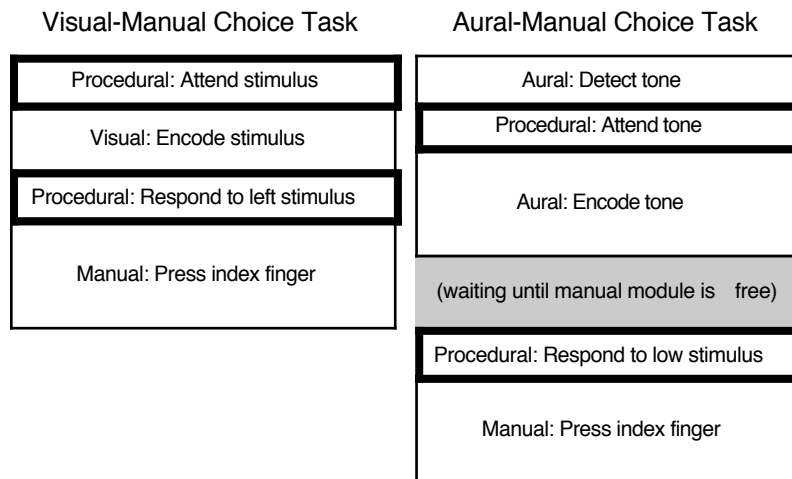 Visual-Manual Choice Task
Procedural: Attend stimulus
Visual: Encode stimulus
Procedural: Respond to left stimulus
Manual: Press index finger
Aural-Manual Choice Task
Aural: Detect tone
Procedural: Attend tone
Aural: Encode tone
(waiting until manual module is free)
Procedural: Respond to low stimulus
Manual: Press index finger